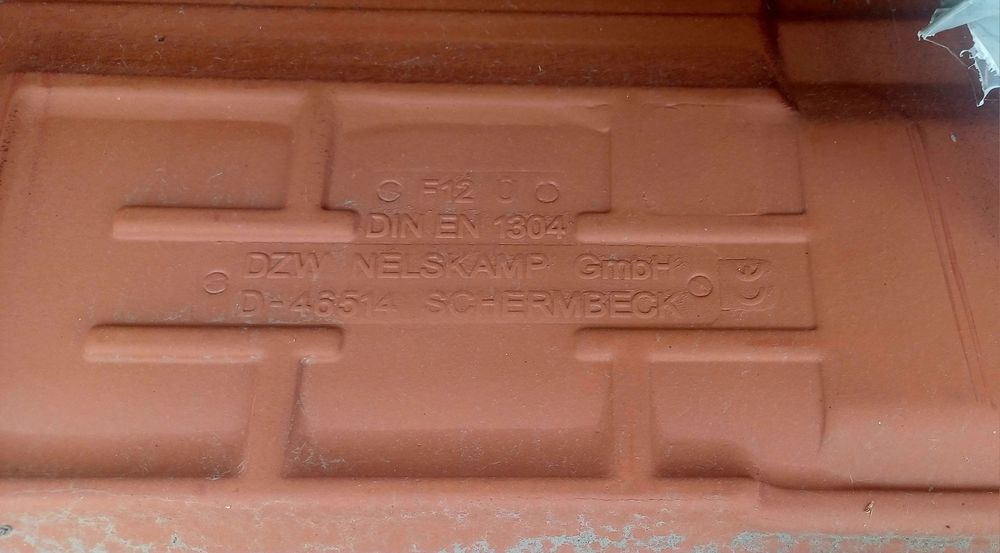 F12 Ü
DIN EN 1304
DZW NELSKAMP GmbH
D-46514 SCHERMBECK